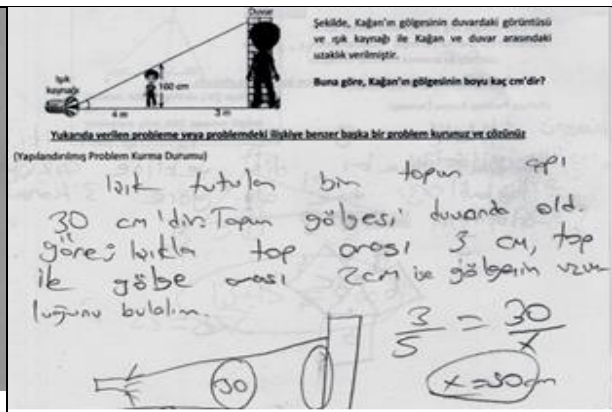 Duvar
Şekilde, Kağan'ın gölgesinin duvardaki görüntüsü
ve ışık kaynağı ile Kağan ve duvar arasındaki
uzaklık verilmiştir.
Işık
kaynağı
160 cm
Buna göre, Kağan'ın gölgesinin boyu kaç cm'dir?
4 m
3 m
Yukarıda verilen probleme veya problemdeki ilişkiye benzer başka bir problem kurunuz ve çözünüz
(Yapılandırılmış Problem Kurma Durumu)
Işık tutulan bir topun çapı
30 cm'dir. Topun gölgesi duvarda old.
göre; ışıkla top arası 3 cm, top
ile gölge arası 2cm ise gölgenin uzun
luğunu bulalım.
3/5 = 30/x
30
x=50cm